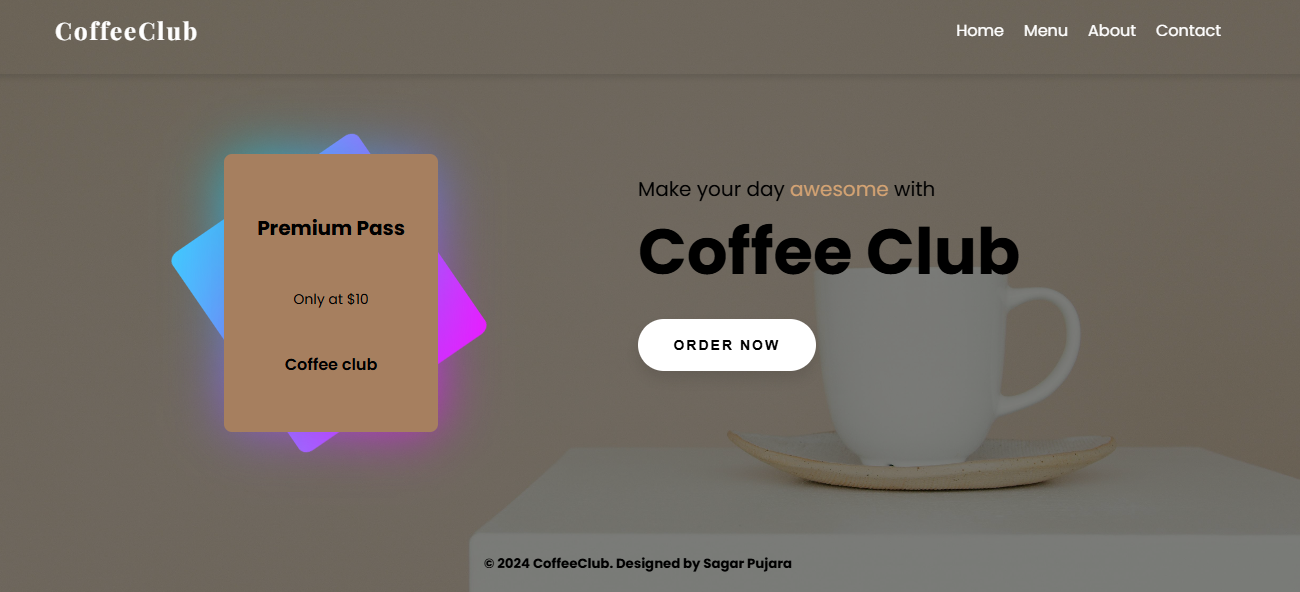 CoffeeClub
Home Menu About Contact
Premium Pass
Only at $10
Coffee club
Make your day awesome with
Coffee Club
ORDER NOW
© 2024 CoffeeClub. Designed by Sagar Pujara